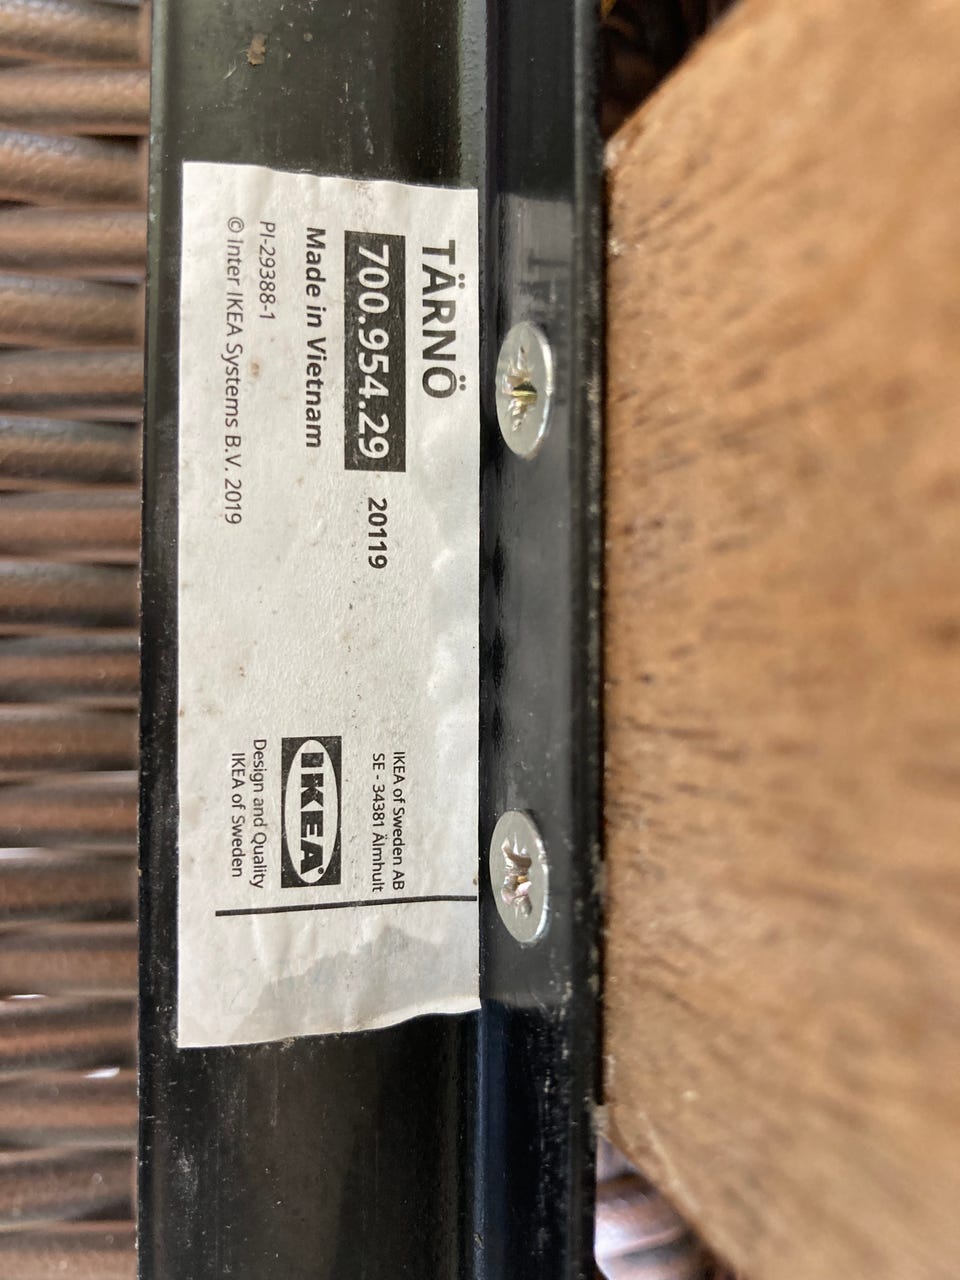 TÄRNÖ
700.954.29 20119
Made in Vietnam
PI-29388-1
© Inter IKEA Systems B.V. 2019
IKEA of Sweden AB
SE - 34381 Älmhult
IKEA®
Design and Quality
IKEA of Sweden